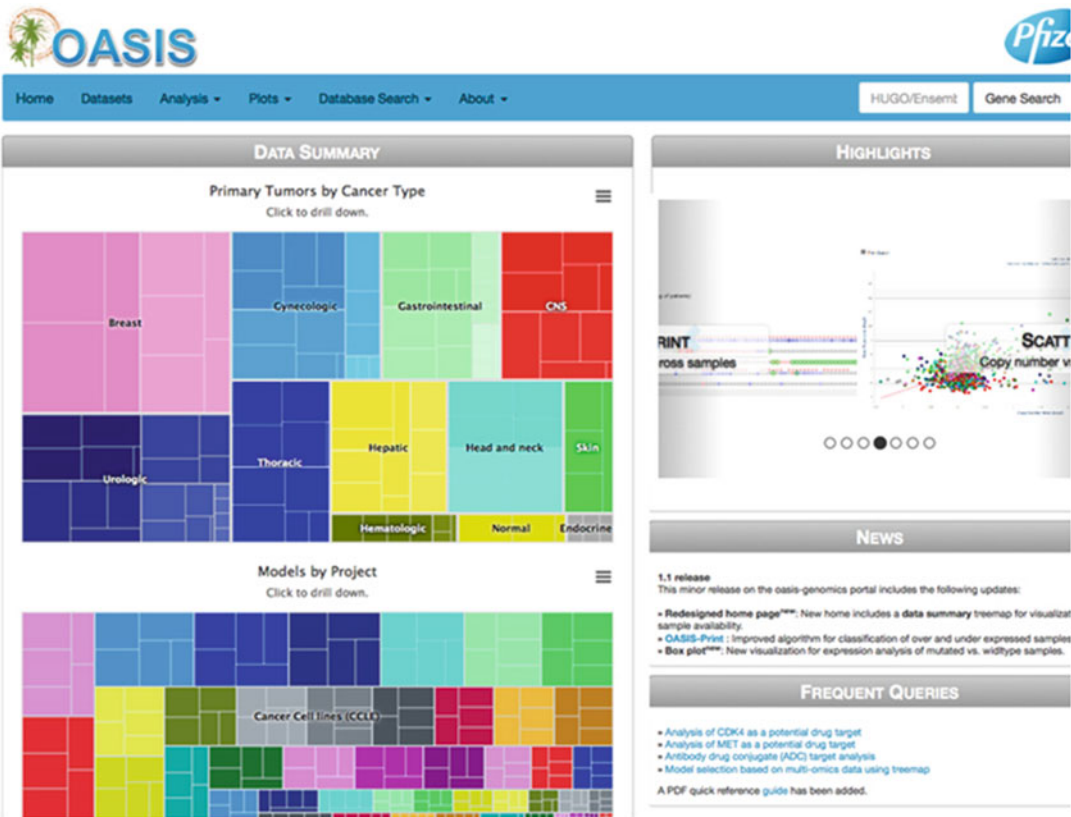 OASIS
Pfize
Home Datasets Analysis Plots Database Search About HUGO/Ensemt Gene Search
DATA SUMMARY
Primary Tumors by Cancer Type
Click to drill down.
Breast
Gynecologic
Gastrointestinal
CNS
Urologic
Thoracic
Hepatic
Head and neck
Skin
Hematologic
Normal
Endocrine
Models by Project
Click to drill down.
Cancer Cell lines (CCLE)
HIGHLIGHTS
RINT
ross samples
SCATT
Copy number v
NEWS
1.1 release
This minor release on the oasis-genomics portal includes the following updates:
» Redesigned home page new: New home includes a data summary treemap for visualizat
sample availability.
» OASIS-Print : Improved algorithm for classification of over and under expressed samples
» Box plot new: New visualization for expression analysis of mutated vs. widtype samples.
FREQUENT QUERIES
» Analysis of CDK4 as a potential drug target
» Analysis of MET as a potential drug target
» Antibody drug conjugate (ADC) target analysis
» Model selection based on multi-omics data using treemap
A PDF quick reference guide has been added.